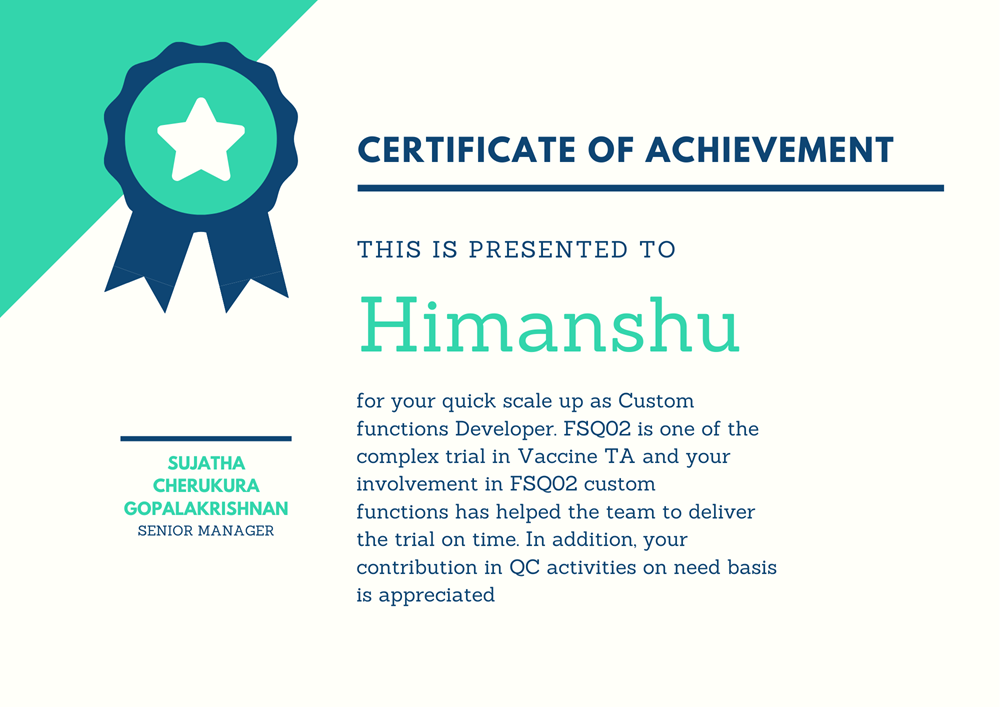 CERTIFICATE OF ACHIEVEMENT
THIS IS PRESENTED TO
Himanshu
for your quick scale up as Custom
functions Developer. FSQ02 is one of the
complex trial in Vaccine TA and your
involvement in FSQ02 custom
functions has helped the team to deliver
the trial on time. In addition, your
contribution in QC activities on need basis
is appreciated
SUJATHA
CHERUKURA
GOPALAKRISHNAN
SENIOR MANAGER